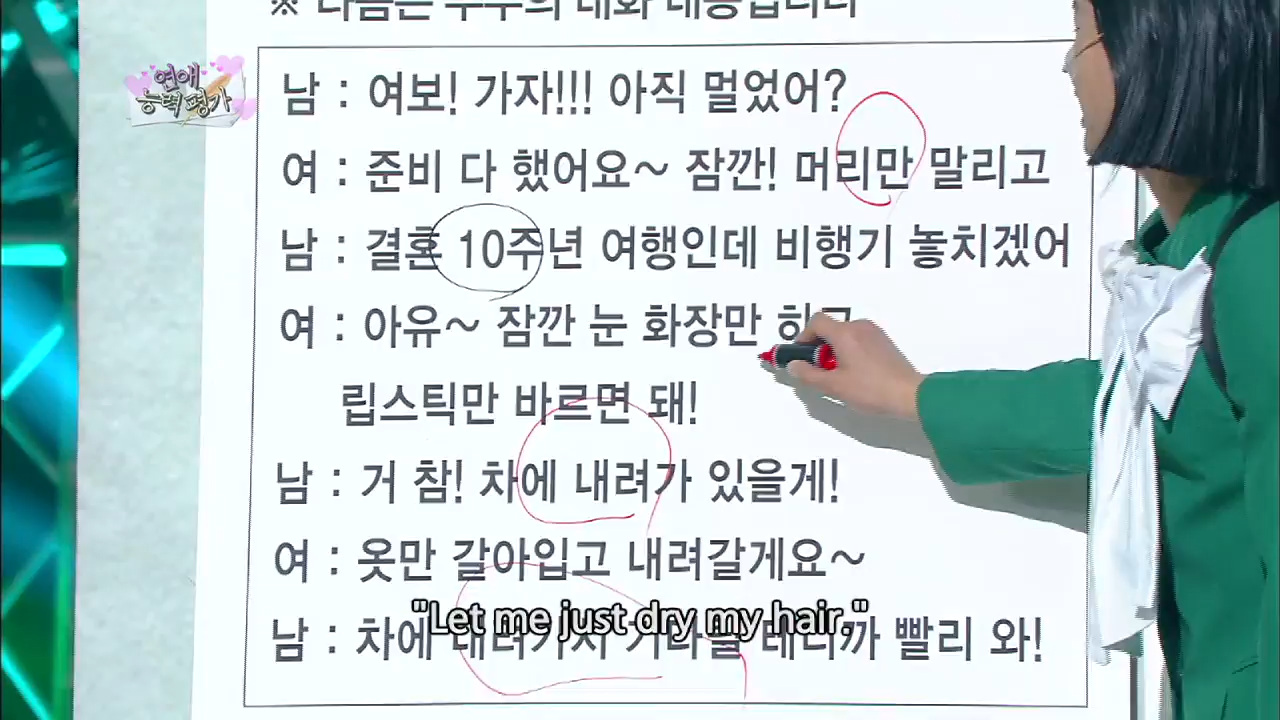 ※ 다음은 부부의 대화 내용입니다
연애
능력평가
남 : 여보! 가자!!! 아직 멀었어?
여 : 준비 다 했어요~ 잠깐! 머리만 말리고
남 : 결혼 10주년 여행인데 비행기 놓치겠어
여 : 아유~ 잠깐 눈 화장만 하고
립스틱만 바르면 돼!
남 : 거 참! 차에 내려가 있을게!
여 : 옷만 갈아입고 내려갈게요~
"Let me just dry my hair."
남 : 차에 내려가서 기다릴 테니까 빨리 와!